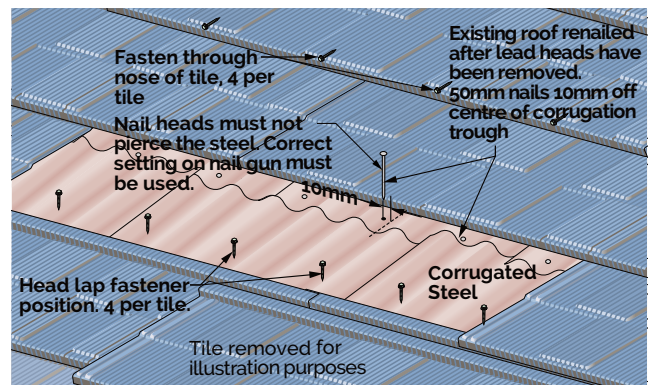 Fasten through
nose of tile, 4 per
tile
Existing roof renailed
after lead heads have
been removed.
50mm nails 10mm off
centre of corrugation
trough
Nail heads must not
pierce the steel. Correct
setting on nail gun must
be used.
10mm
Head lap fastener
position. 4 per tile.
Corrugated
Steel
Tile removed for
illustration purposes